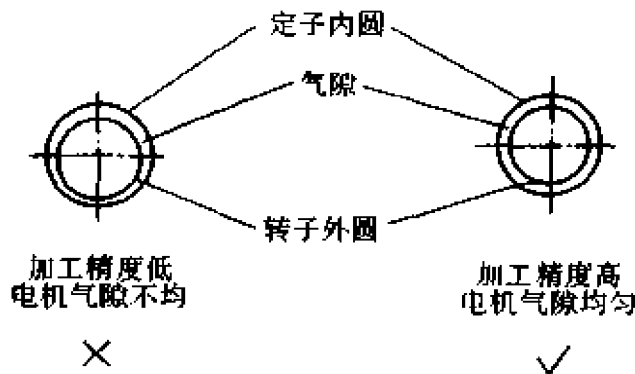 定子内圆
气隙
转子外圆
加工精度低
电机气隙不均
加工精度高
电机气隙均匀